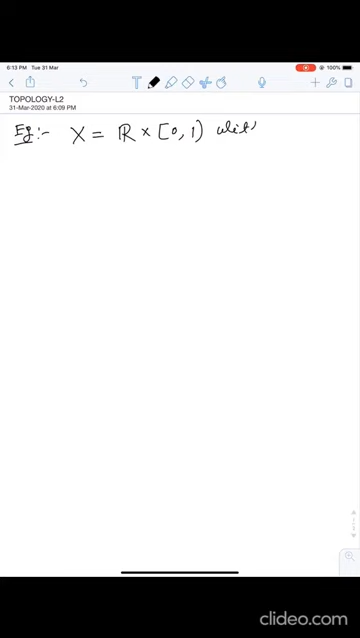 6:13 PM Tue 31 Mar
100%
TOPOLOGY-L2
31-Mar-2020 at 6:09 PM
Eg:- X = ℝ × [0, 1) wit
clideo.com